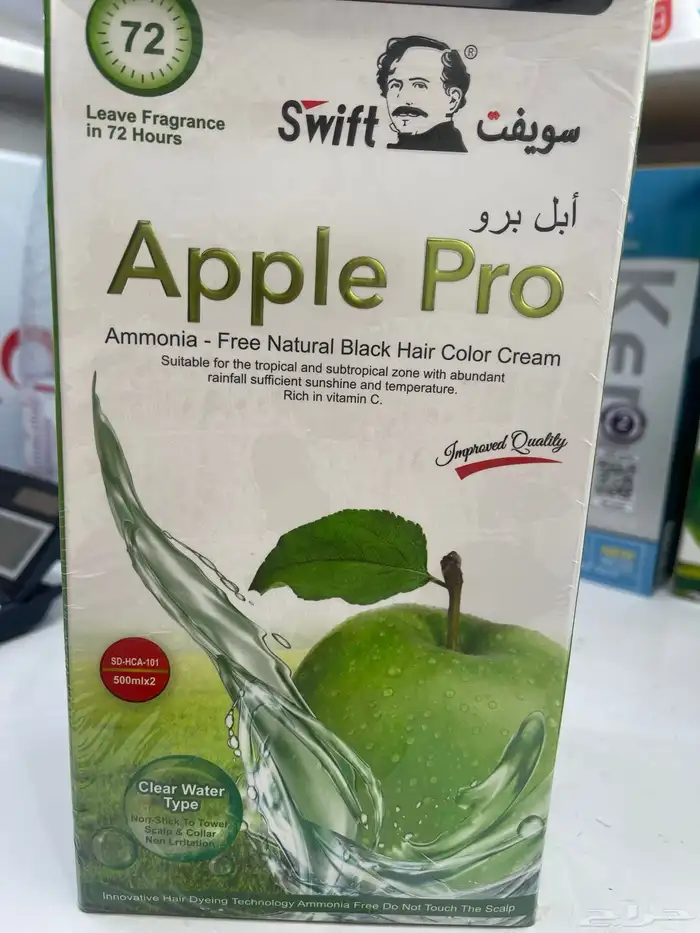 72
Leave Fragrance
in 72 Hours
Swift
®
سويفت
أبل برو
Apple Pro
Ammonia - Free Natural Black Hair Color Cream
Suitable for the tropical and subtropical zone with abundant
rainfall sufficient sunshine and temperature.
Rich in vitamin C.
Improved Quality
SD-HCA-101
500mlx2
Clear Water
Type
Non-Stick To Tower
Scalp & Collar
Non Lrritation
Innovative Hair Dyeing Technology Ammonia Free Do Not Touch The Scalp
حراج